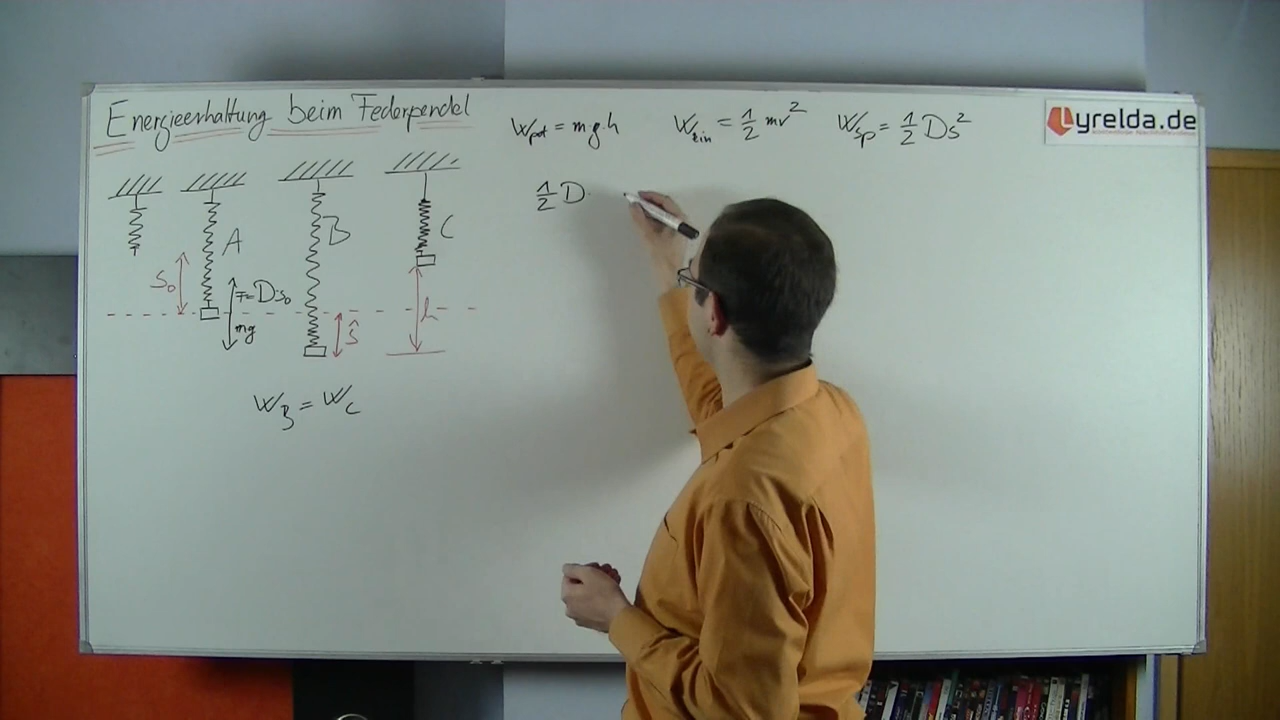 Energieerhaltung beim Federpendel
W_pot = m·g·h W_kin = 1/2 mv² W_sp = 1/2 Ds²
Lyrelda.de
1/2 D·
A
B
C
S₀
F=D·s₀
mg
ŝ
h
W_B = W_C